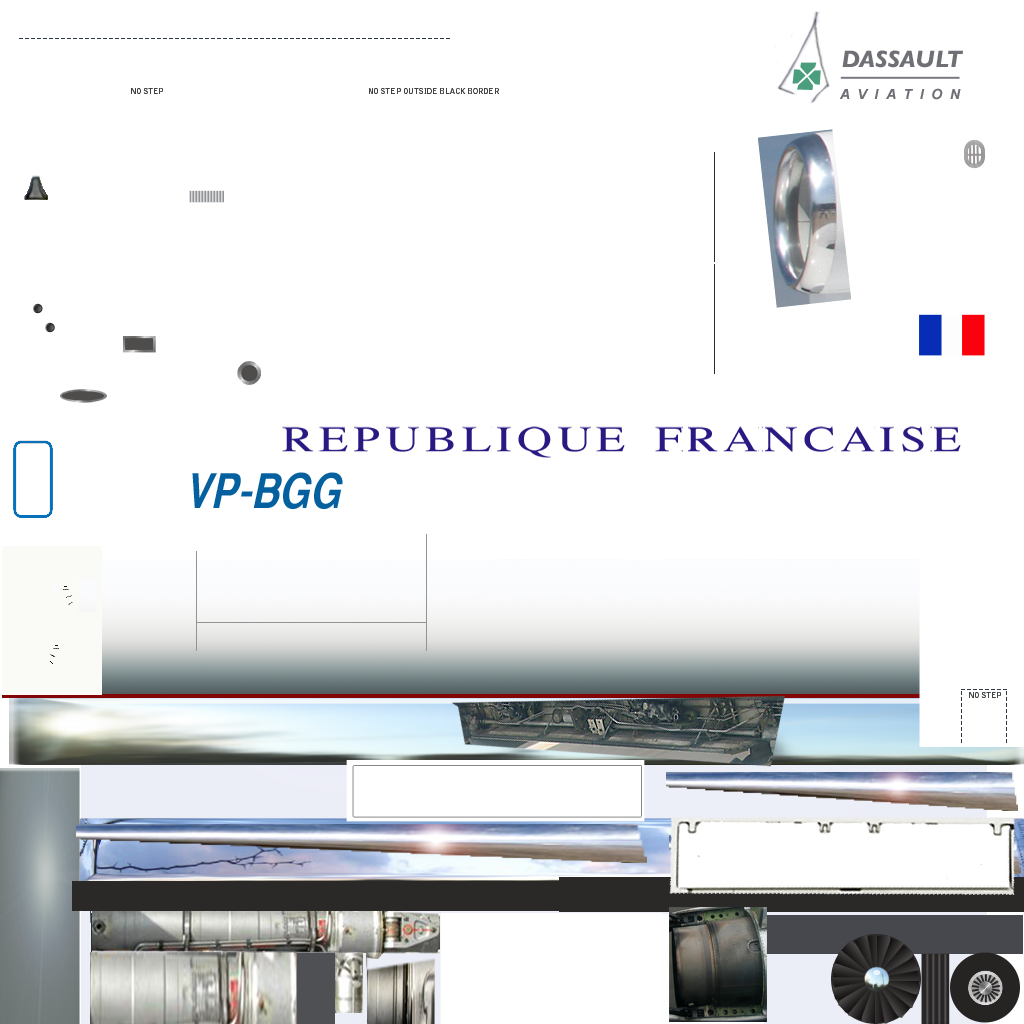 DASSAULT
AVIATION
NO STEP
NO STEP OUTSIDE BLACK BORDER
REPUBLIQUE FRANCAISE
VP-BGG
NO STEP